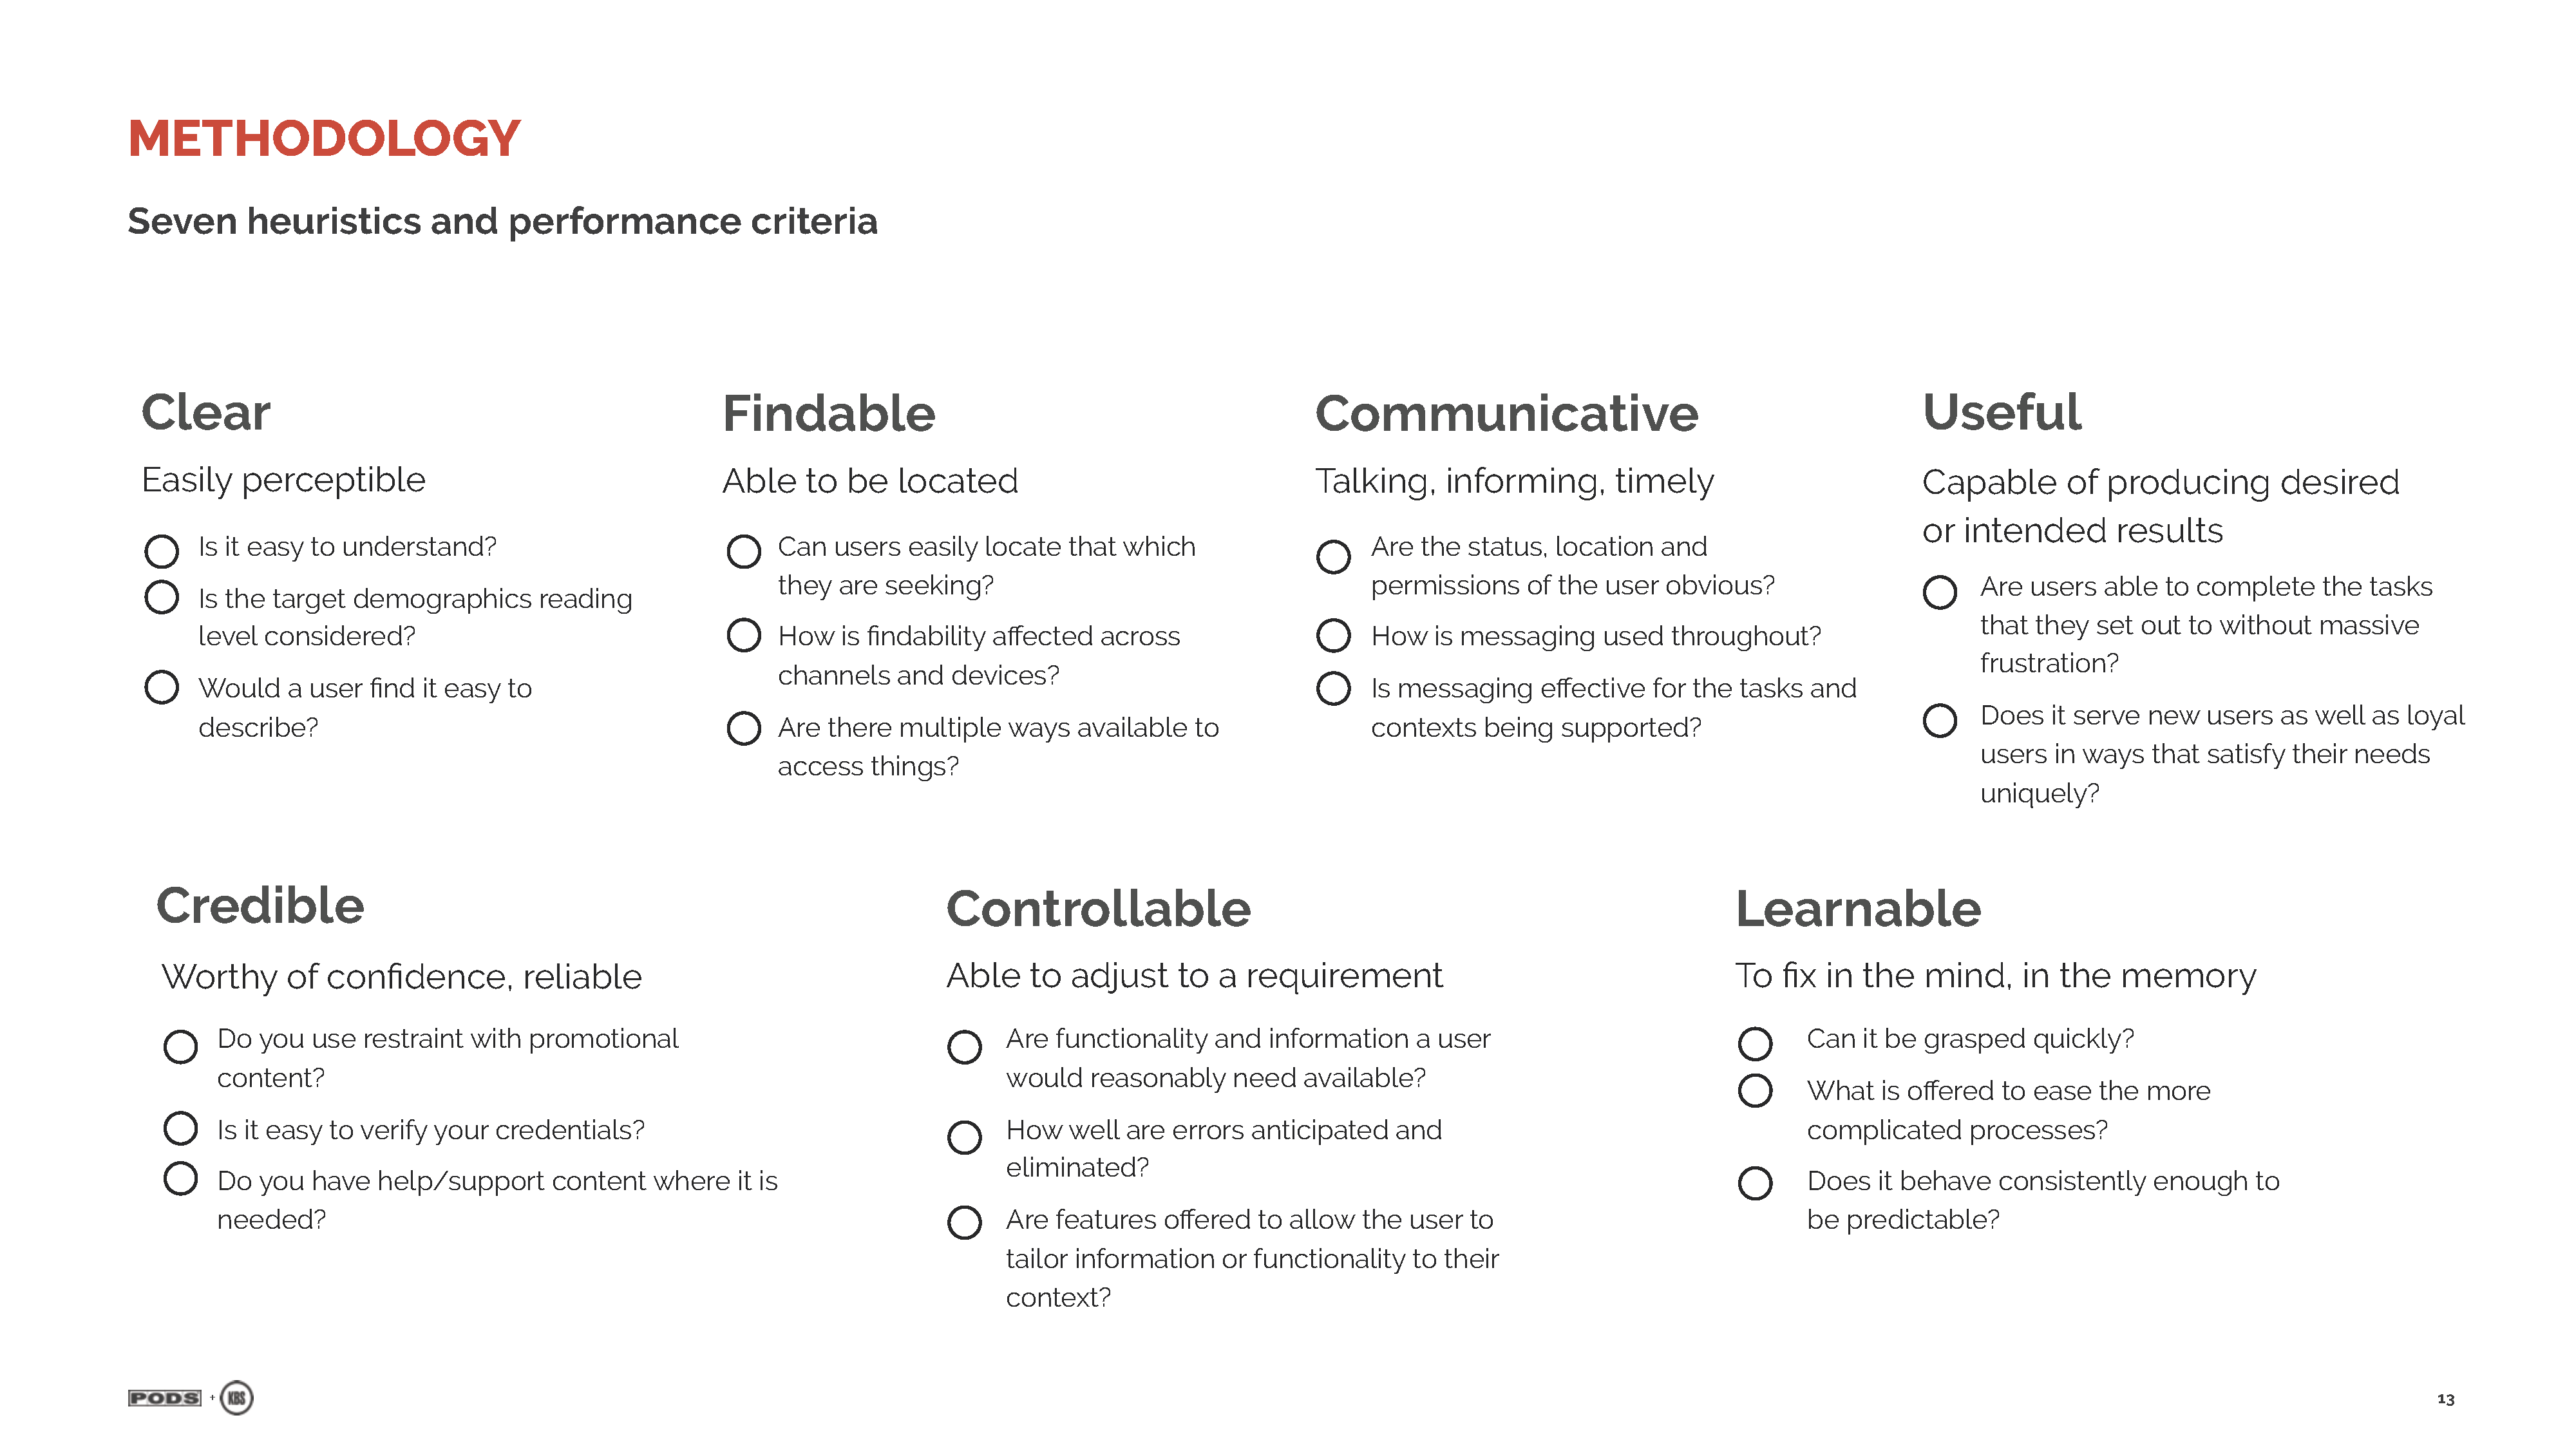 METHODOLOGY
Seven heuristics and performance criteria
Clear
Easily perceptible
Is it easy to understand?
Is the target demographics reading
level considered?
Would a user find it easy to
describe?
Findable
Able to be located
Can users easily locate that which
they are seeking?
How is findability affected across
channels and devices?
Are there multiple ways available to
access things?
Communicative
Talking, informing, timely
Are the status, location and
permissions of the user obvious?
How is messaging used throughout?
Is messaging effective for the tasks and
contexts being supported?
Useful
Capable of producing desired
or intended results
Are users able to complete the tasks
that they set out to without massive
frustration?
Does it serve new users as well as loyal
users in ways that satisfy their needs
uniquely?
Credible
Worthy of confidence, reliable
Do you use restraint with promotional
content?
Is it easy to verify your credentials?
Do you have help/support content where it is
needed?
Controllable
Able to adjust to a requirement
Are functionality and information a user
would reasonably need available?
How well are errors anticipated and
eliminated?
Are features offered to allow the user to
tailor information or functionality to their
context?
Learnable
To fix in the mind, in the memory
Can it be grasped quickly?
What is offered to ease the more
complicated processes?
Does it behave consistently enough to
be predictable?
PODS + KBS
13